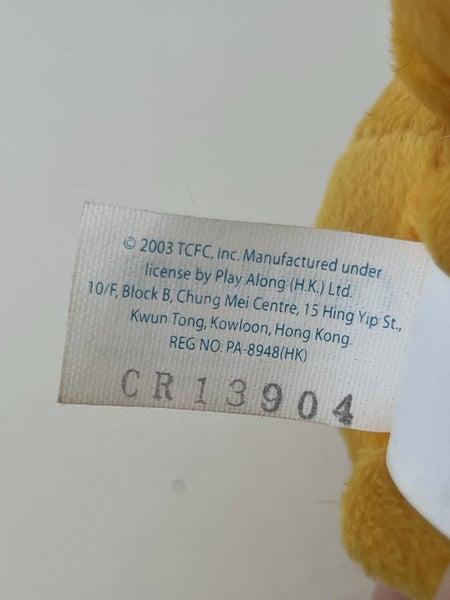 © 2003 TCFC, Inc. Manufactured under
license by Play Along (H.K.) Ltd.
10/F, Block B, Chung Mei Centre, 15 Hing Yip St.,
Kwun Tong, Kowloon, Hong Kong.
REG NO: PA-8948(HK)
CR13904